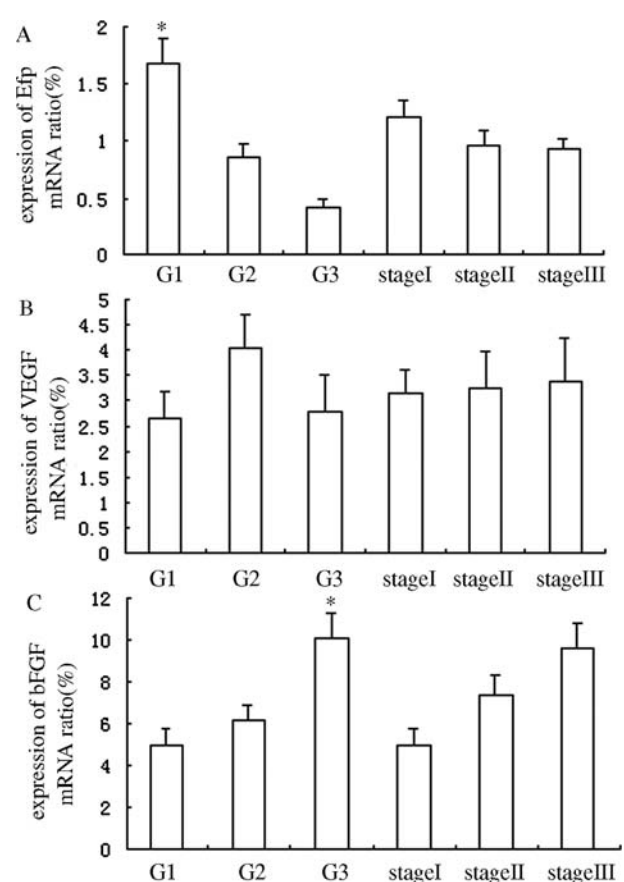 A
expression of Efp
mRNA ratio(%)
2
1.5
1
0.5
0
*
G1 G2 G3 stageI stageII stageIII
B
expression of VEGF
mRNA ratio(%)
5
4.5
4
3.5
3
2.5
2
1.5
1
0.5
0
G1 G2 G3 stageI stageII stageIII
C
expression of bFGF
mRNA ratio(%)
12
10
8
6
4
2
0
*
G1 G2 G3 stageI stageII stageIII